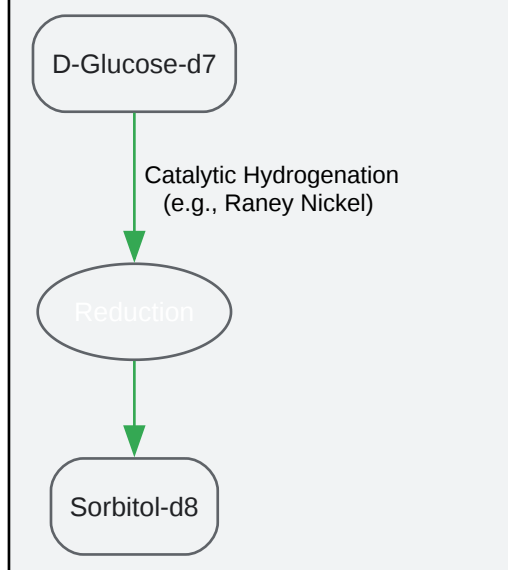 D-Glucose-d7
Catalytic Hydrogenation
(e.g., Raney Nickel)
Reduction
Sorbitol-d8